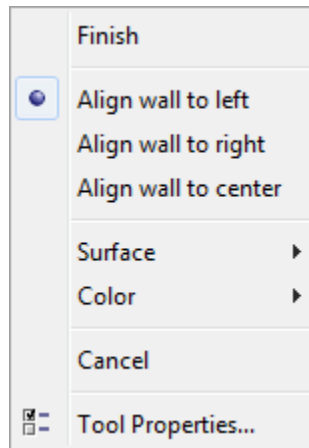 Finish
Align wall to left
Align wall to right
Align wall to center
Surface
Color
Cancel
Tool Properties...